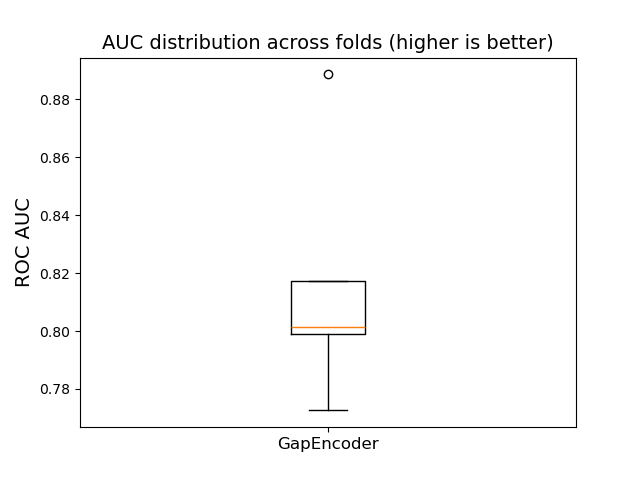 AUC distribution across folds (higher is better)
ROC AUC
0.88
0.86
0.84
0.82
0.80
0.78
GapEncoder